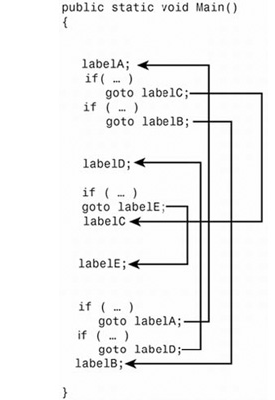 public static void Main()
{
labelA;
if( … )
goto labelC;
if ( … )
goto labelB;
labelD;
if ( … )
goto labelE;
labelC
labelE;
if ( … )
goto labelA;
if ( … )
goto labelD;
labelB;
}